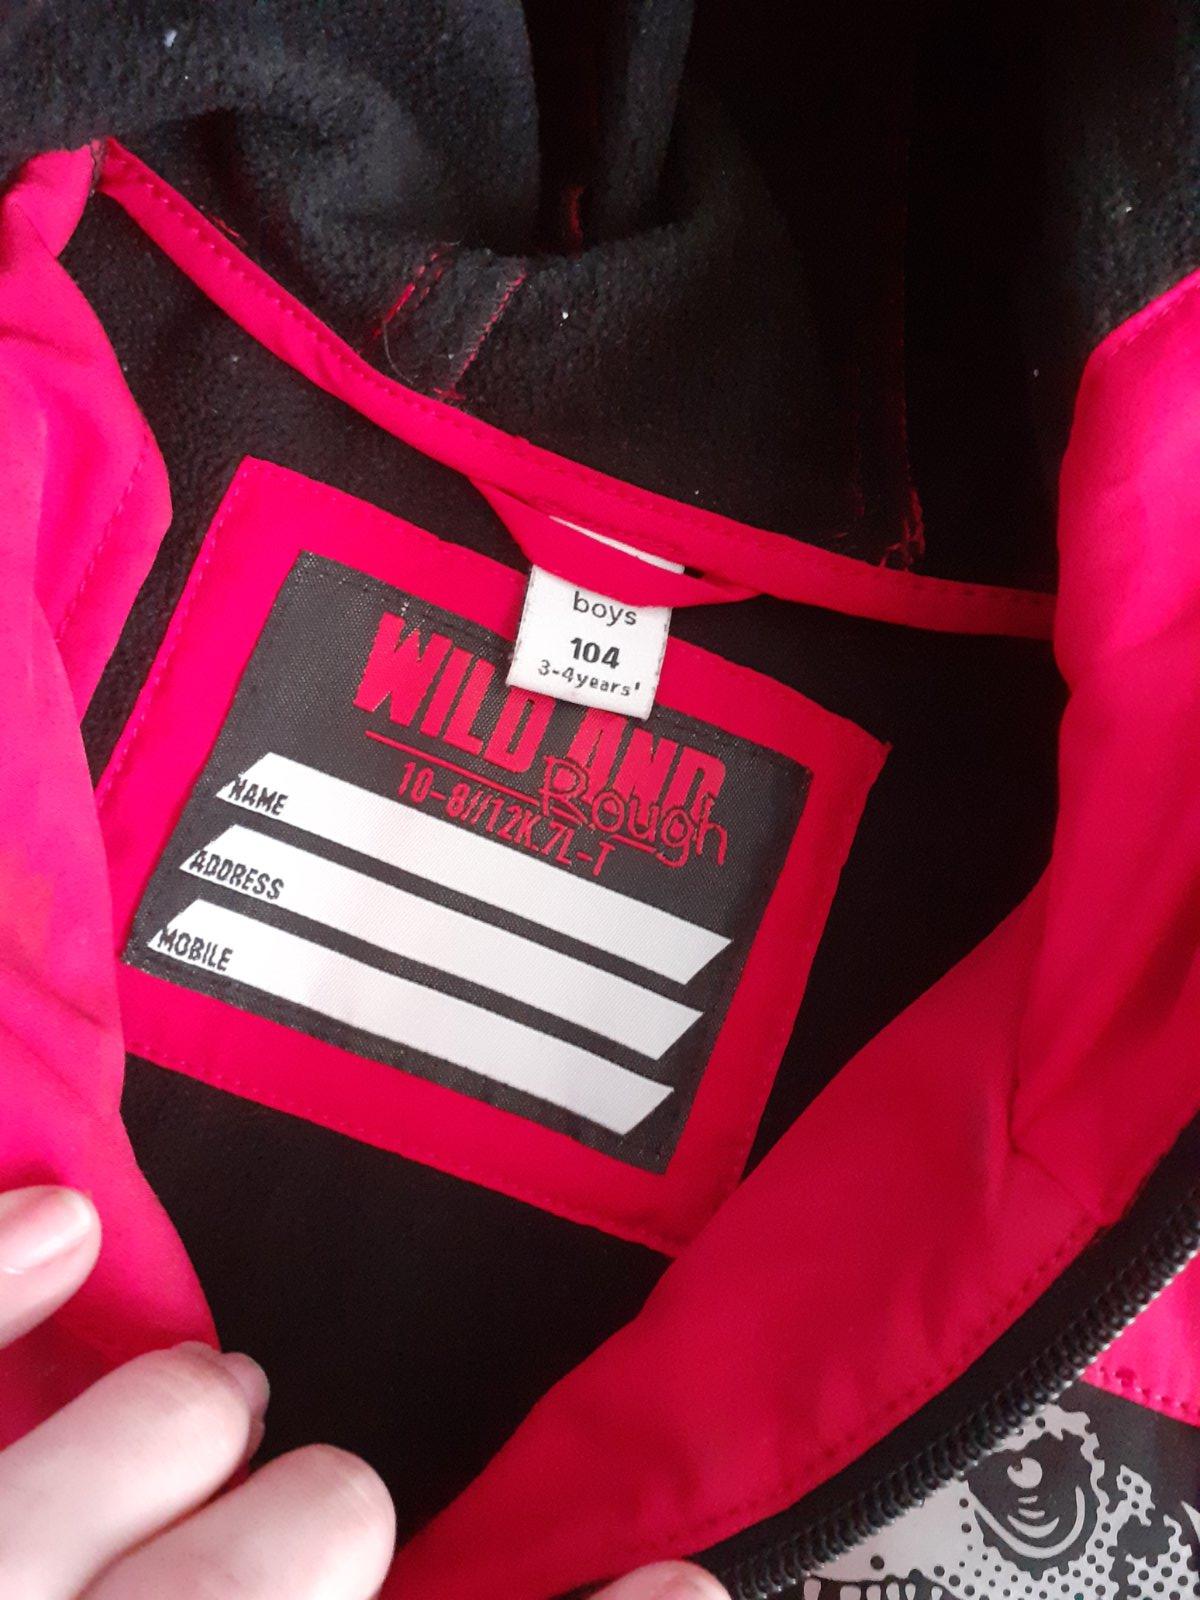 boys
104
3-4years'
WILD AND
Rough
10-8//12K.7L-T
NAME
ADDRESS
MOBILE